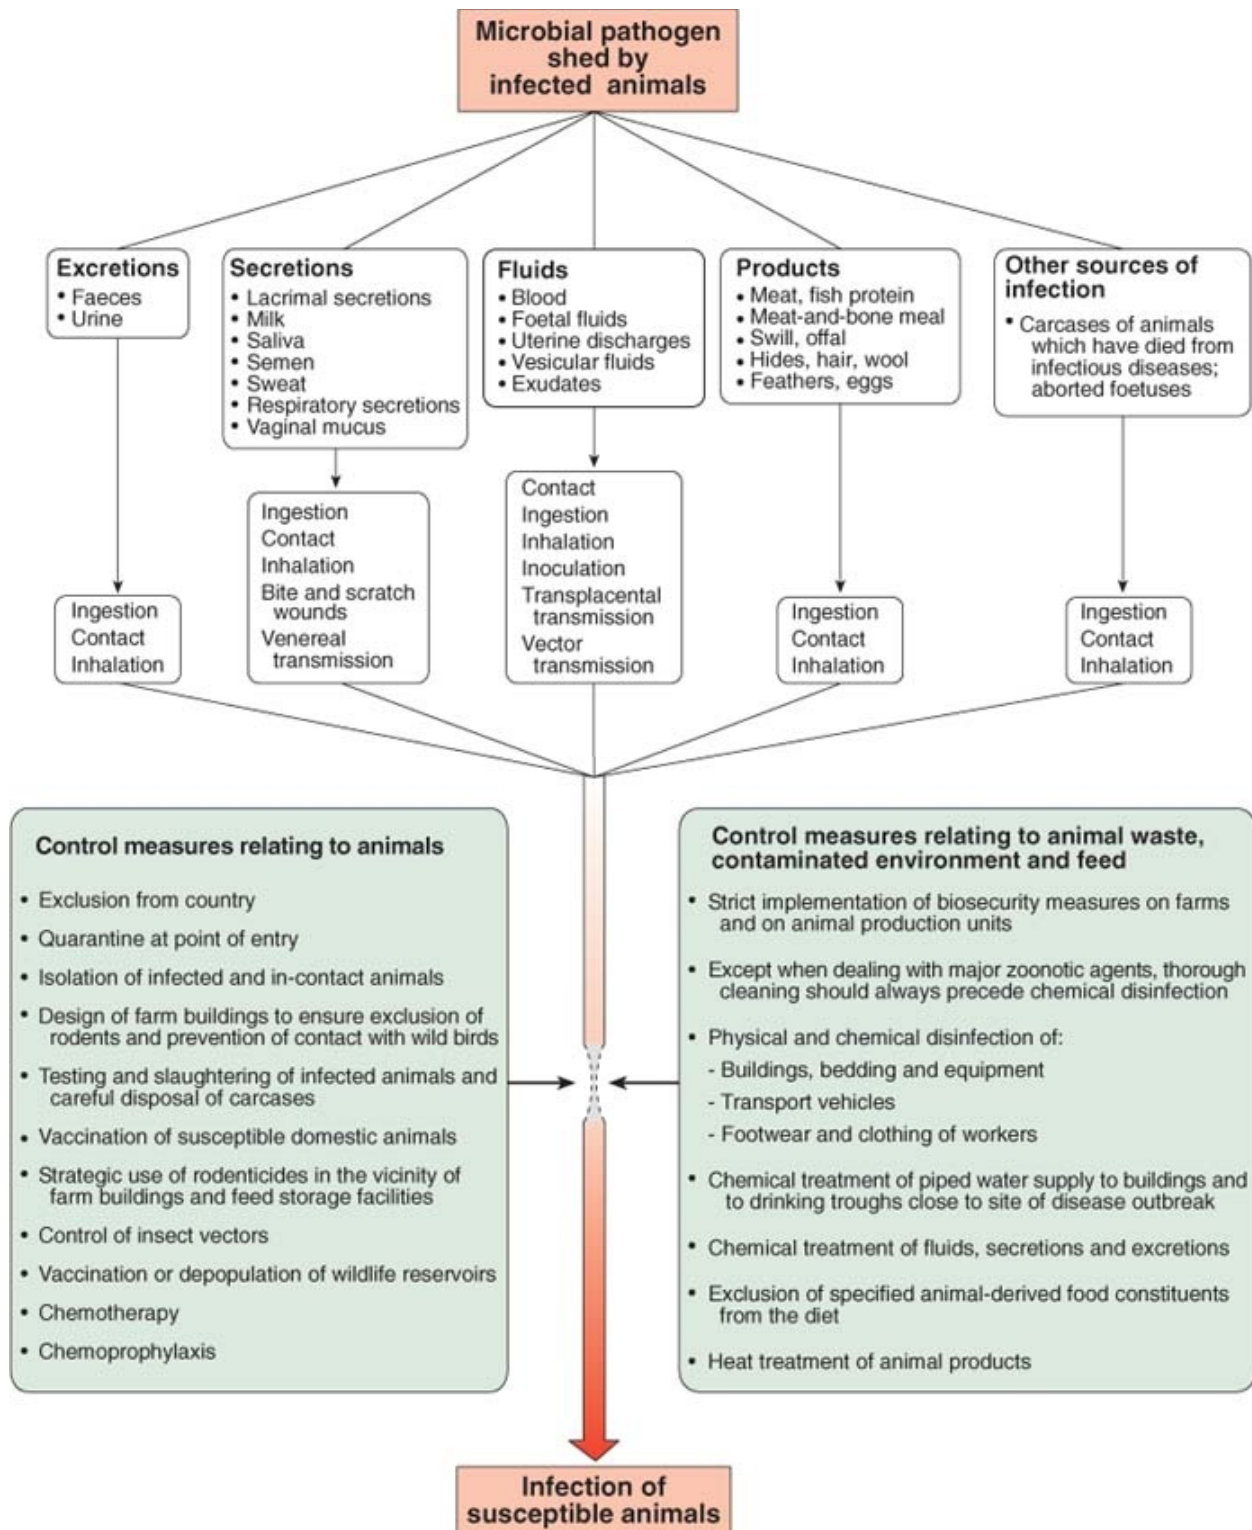 Microbial pathogen
shed by
infected animals
Excretions
• Faeces
• Urine
Secretions
• Lacrimal secretions
• Milk
• Saliva
• Semen
• Sweat
• Respiratory secretions
• Vaginal mucus
Fluids
• Blood
• Foetal fluids
• Uterine discharges
• Vesicular fluids
• Exudates
Products
• Meat, fish protein
• Meat-and-bone meal
• Swill, offal
• Hides, hair, wool
• Feathers, eggs
Other sources of
infection
• Carcases of animals
which have died from
infectious diseases;
aborted foetuses
Ingestion
Contact
Inhalation
Ingestion
Contact
Inhalation
Bite and scratch
wounds
Venereal
transmission
Contact
Ingestion
Inhalation
Inoculation
Transplacental
transmission
Vector
transmission
Ingestion
Contact
Inhalation
Ingestion
Contact
Inhalation
Control measures relating to animals
• Exclusion from country
• Quarantine at point of entry
• Isolation of infected and in-contact animals
• Design of farm buildings to ensure exclusion of
rodents and prevention of contact with wild birds
• Testing and slaughtering of infected animals and
careful disposal of carcases
• Vaccination of susceptible domestic animals
• Strategic use of rodenticides in the vicinity of
farm buildings and feed storage facilities
• Control of insect vectors
• Vaccination or depopulation of wildlife reservoirs
• Chemotherapy
• Chemoprophylaxis
Control measures relating to animal waste,
contaminated environment and feed
• Strict implementation of biosecurity measures on farms
and on animal production units
• Except when dealing with major zoonotic agents, thorough
cleaning should always precede chemical disinfection
• Physical and chemical disinfection of:
- Buildings, bedding and equipment
- Transport vehicles
- Footwear and clothing of workers
• Chemical treatment of piped water supply to buildings and
to drinking troughs close to site of disease outbreak
• Chemical treatment of fluids, secretions and excretions
• Exclusion of specified animal-derived food constituents
from the diet
• Heat treatment of animal products
Infection of
susceptible animals